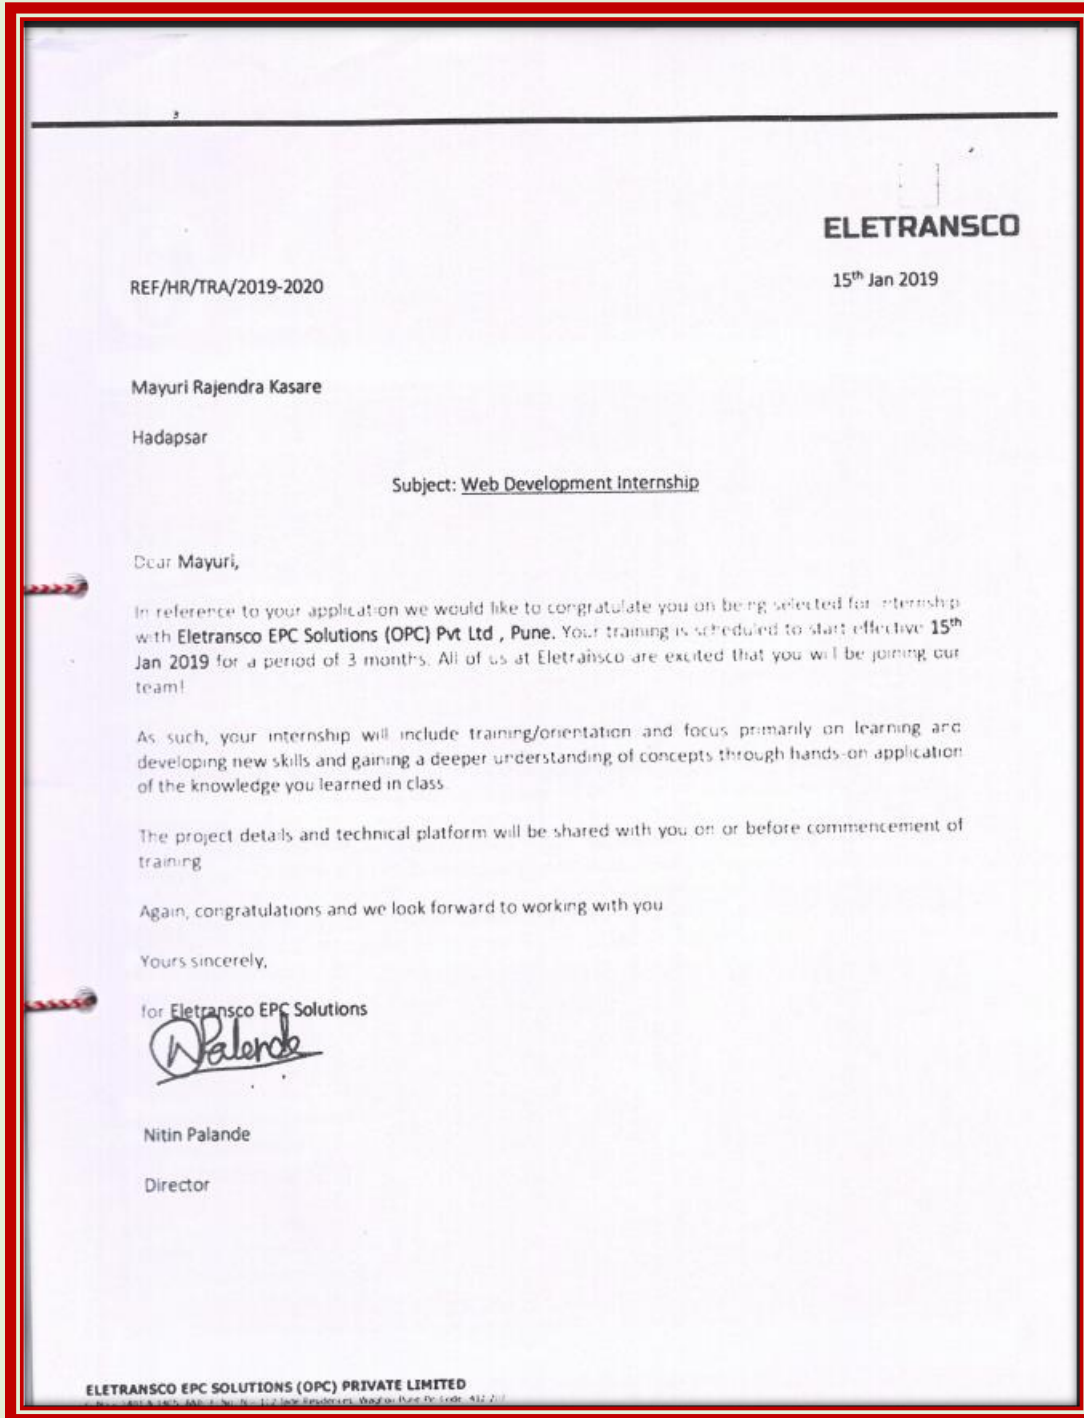 ELETRANSCO
REF/HR/TRA/2019-2020
15th Jan 2019
Mayuri Rajendra Kasare
Hadapsar
Subject: Web Development Internship
Dear Mayuri,
In reference to your application we would like to congratulate you on being selected for internship
with Eletransco EPC Solutions (OPC) Pvt Ltd , Pune. Your training is scheduled to start effective 15th
Jan 2019 for a period of 3 months. All of us at Eletransco are excited that you will be joining our
team!
As such, your internship will include training/orientation and focus primarily on learning and
developing new skills and gaining a deeper understanding of concepts through hands-on application
of the knowledge you learned in class
The project details and technical platform will be shared with you on or before commencement of
training
Again, congratulations and we look forward to working with you
Yours sincerely,
for Eletransco EPC Solutions
NPalende
Nitin Palande
Director
ELETRANSCO EPC SOLUTIONS (OPC) PRIVATE LIMITED